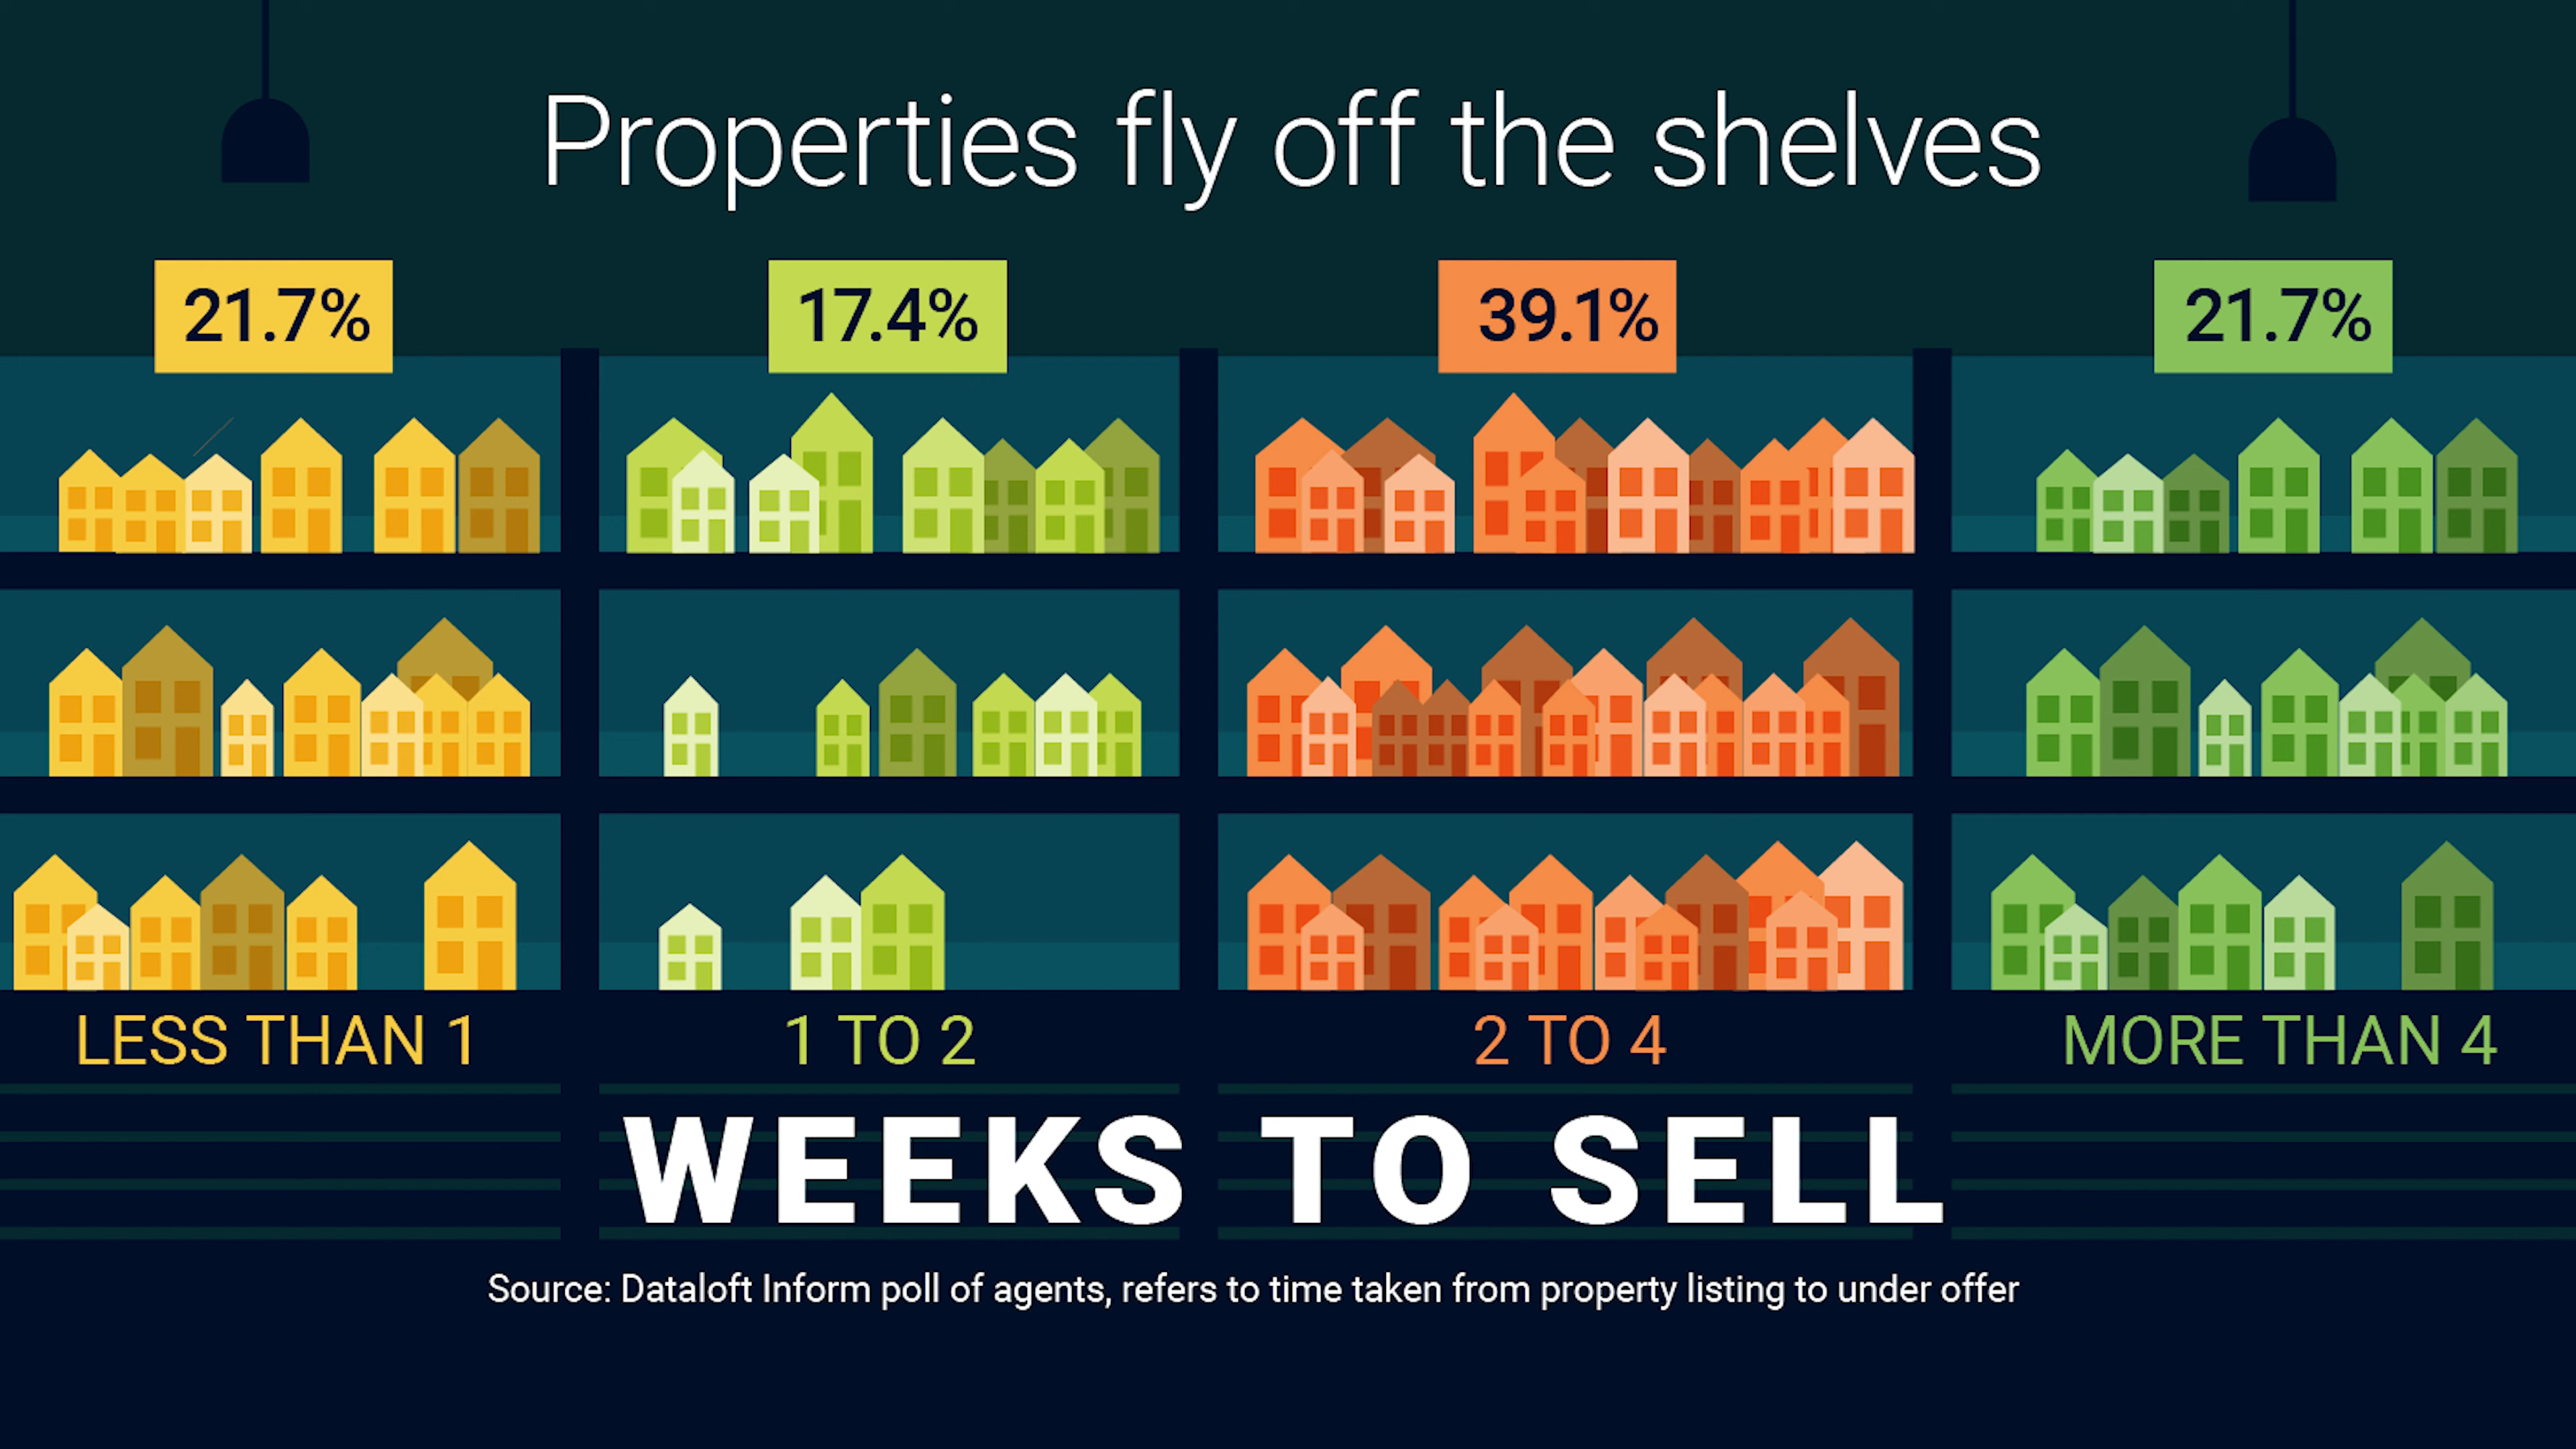 Properties fly off the shelves
21.7%
17.4%
39.1%
21.7%
LESS THAN 1
1 TO 2
2 TO 4
MORE THAN 4
WEEKS TO SELL
Source: Dataloft Inform poll of agents, refers to time taken from property listing to under offer